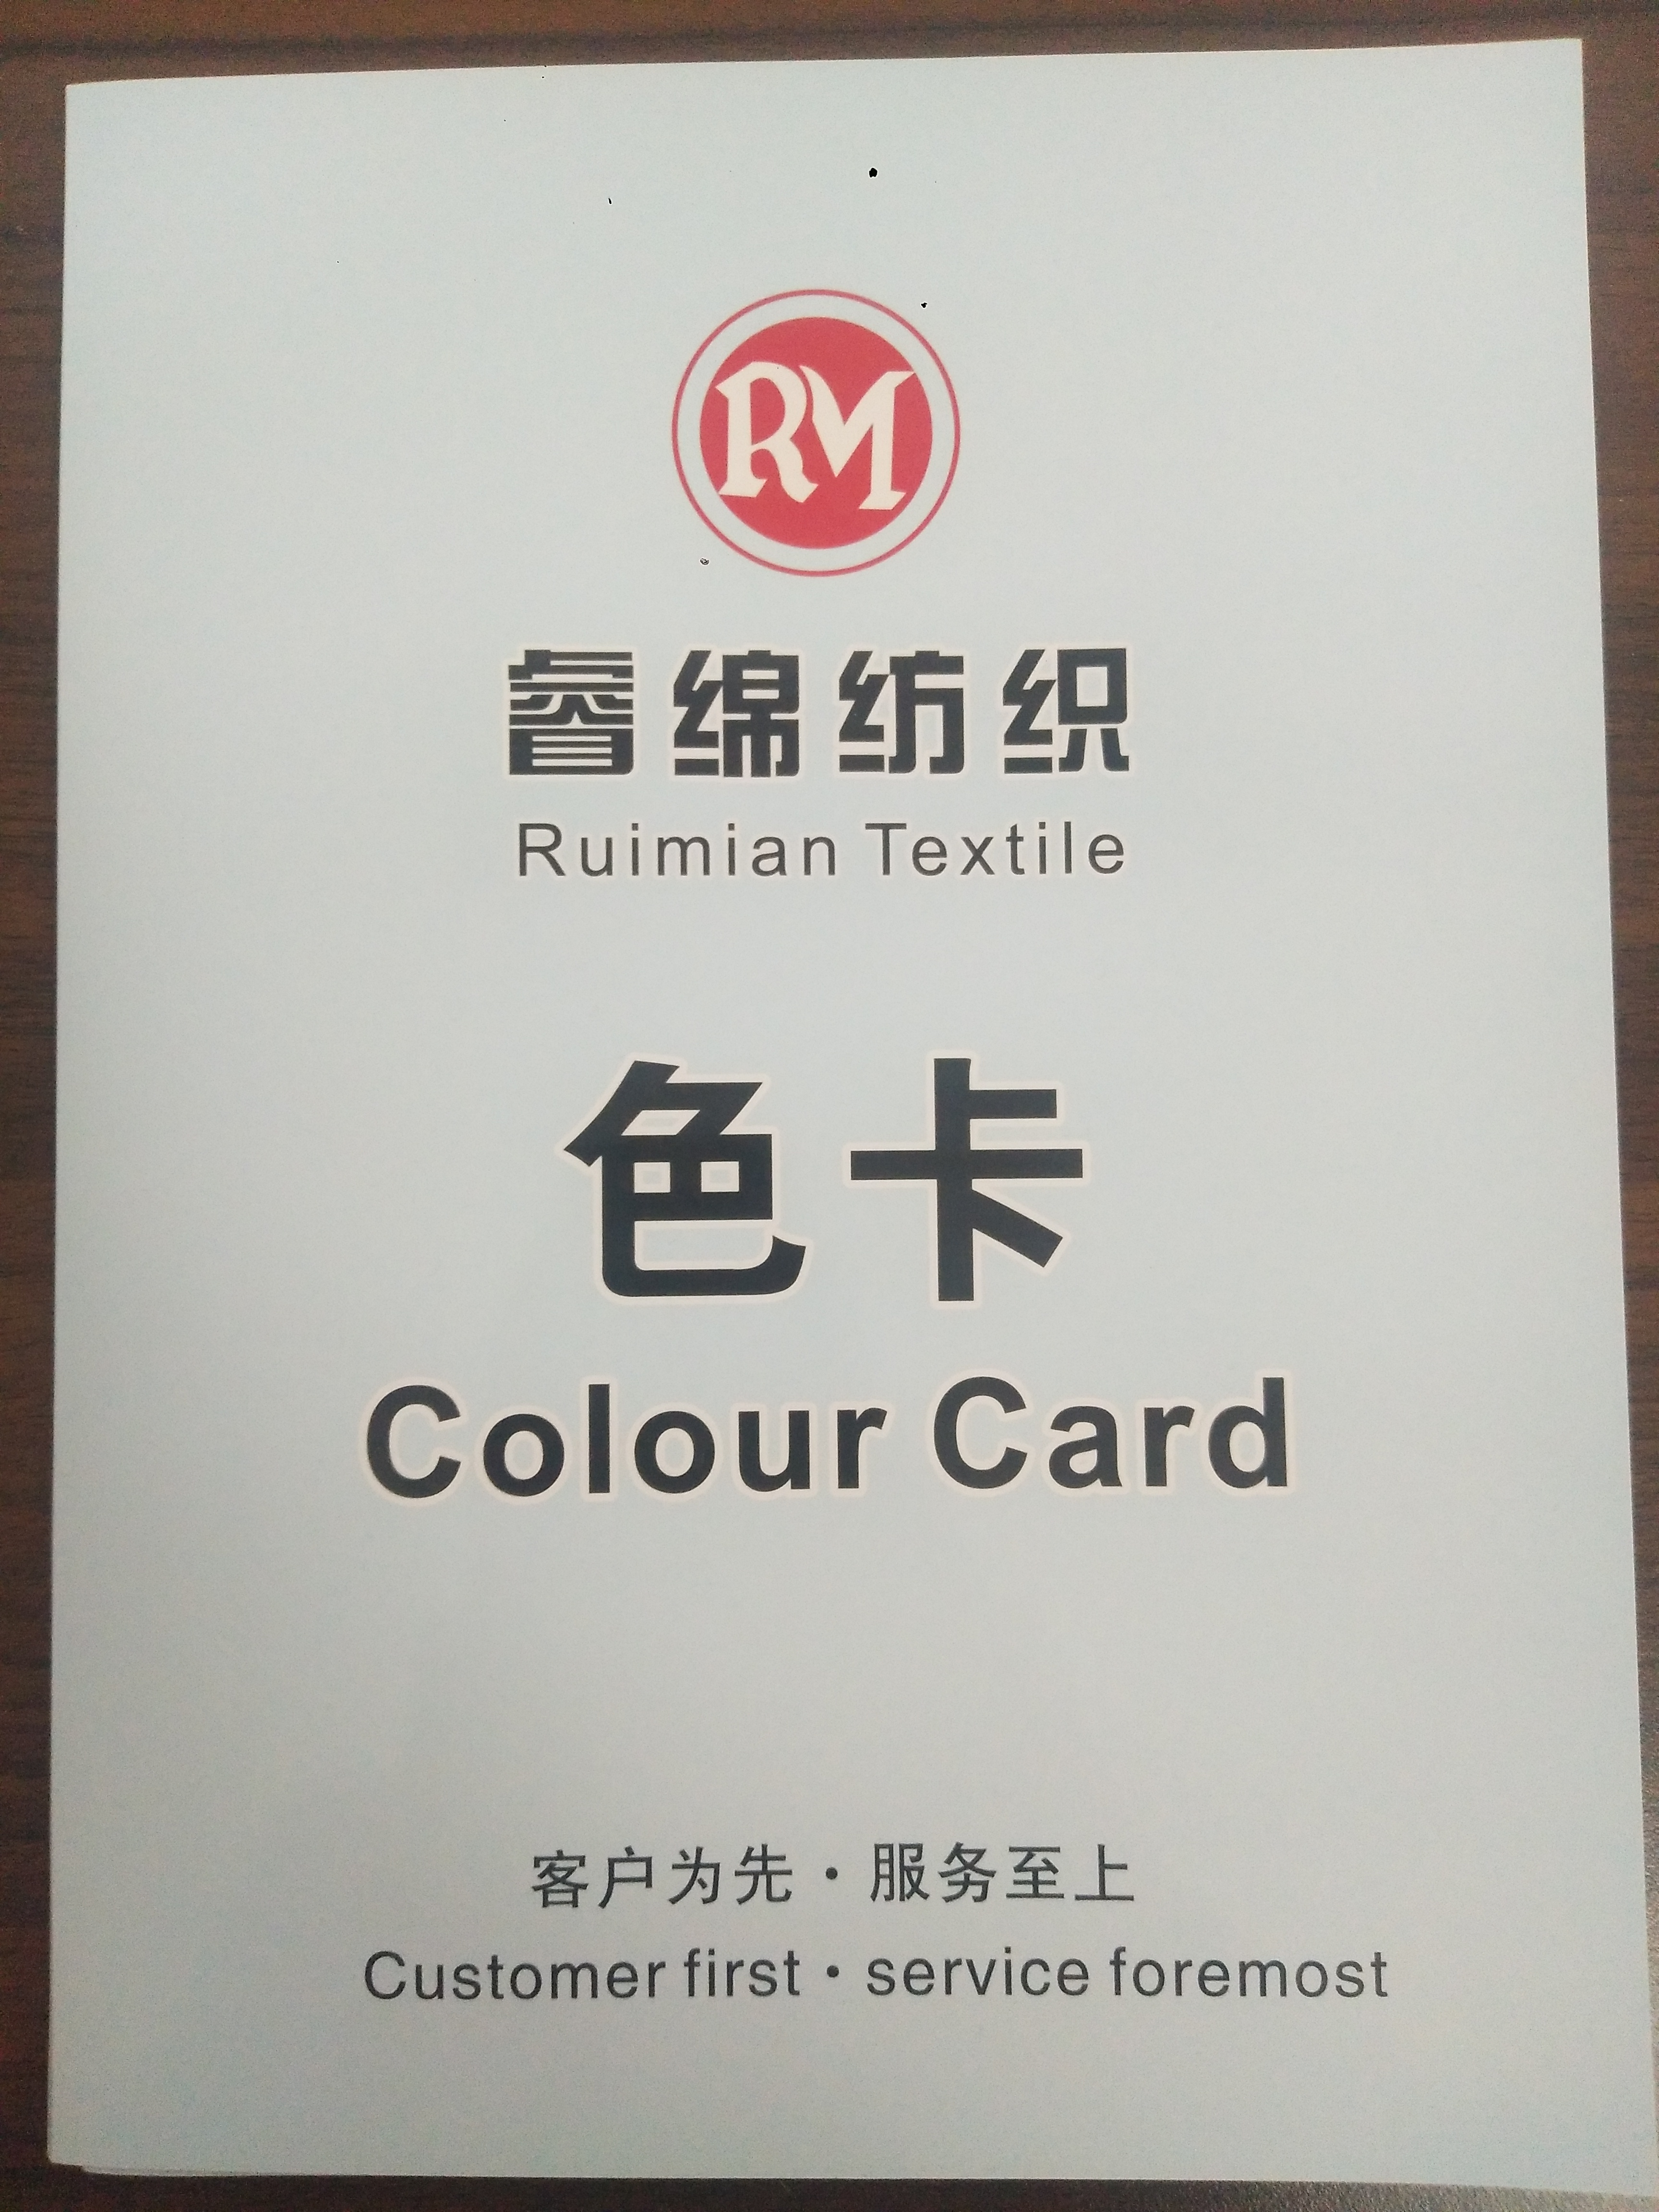 RM
睿绵纺织
Ruimian Textile
色卡
Colour Card
客户为先·服务至上
Customer first·service foremost